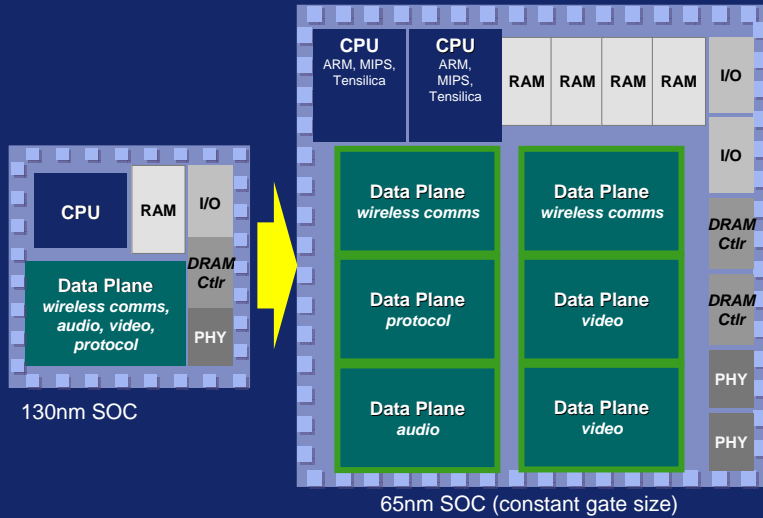 CPU
RAM
I/O
DRAM
Ctlr
Data Plane
wireless comms,
audio, video,
protocol
PHY
130nm SOC
CPU
ARM, MIPS,
Tensilica
CPU
ARM,
MIPS,
Tensilica
RAM
RAM
RAM
RAM
I/O
I/O
Data Plane
wireless comms
Data Plane
wireless comms
DRAM
Ctlr
Data Plane
protocol
Data Plane
video
DRAM
Ctlr
PHY
Data Plane
audio
Data Plane
video
PHY
65nm SOC (constant gate size)